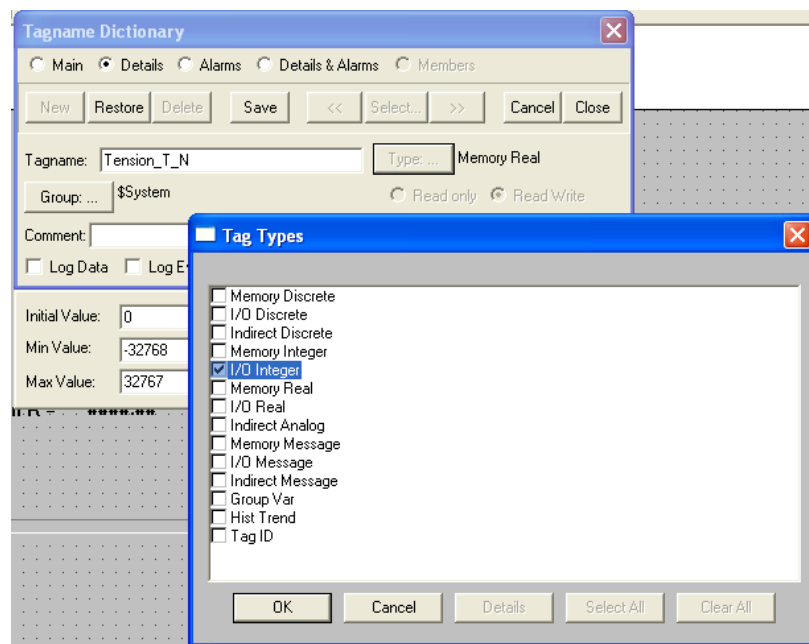 Tagname Dictionary
Main Details Alarms Details & Alarms Members
New Restore Delete Save << Select... >> Cancel Close
Tagname: Tension_T_N Type: ... Memory Real
Group: ... $System Read only Read Write
Comment:
Log Data Log
Initial Value: 0
Min Value: -32768
Max Value: 32767
Tag Types
Memory Discrete
I/O Discrete
Indirect Discrete
Memory Integer
I/O Integer
Memory Real
I/O Real
Indirect Analog
Memory Message
I/O Message
Indirect Message
Group Var
Hist Trend
Tag ID
OK Cancel Details Select All Clear All